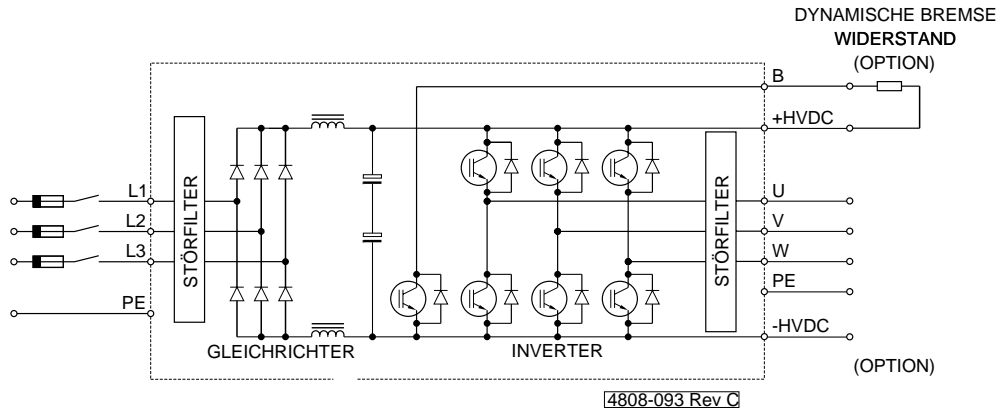 DYNAMISCHE BREMSE
WIDERSTAND
(OPTION)
B
+HVDC
STÖRFILTER
STÖRFILTER
L1
U
L2
V
L3
W
PE
PE
-HVDC
GLEICHRICHTER
INVERTER
(OPTION)
4808-093 Rev C